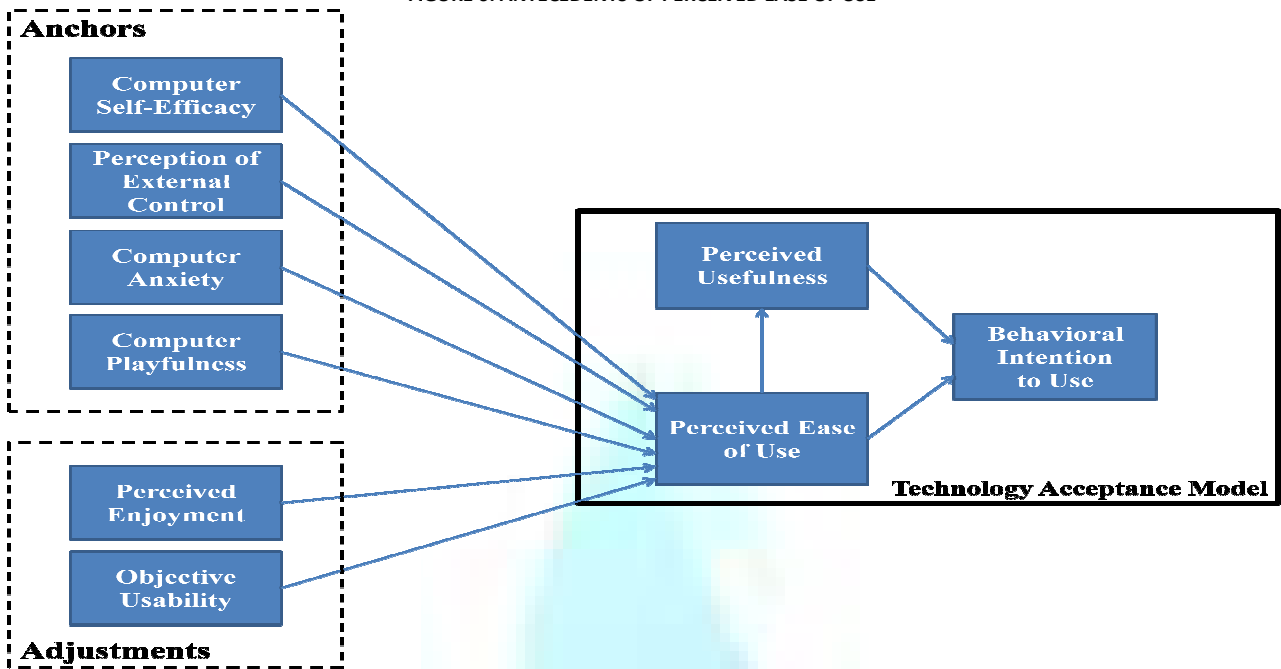 Anchors
Computer
Self-Efficacy
Perception of
External
Control
Computer
Anxiety
Computer
Playfulness
Perceived
Usefulness
Behavioral
Intention
to Use
Perceived Ease
of Use
Technology Acceptance Model
Perceived
Enjoyment
Objective
Usability
Adjustments